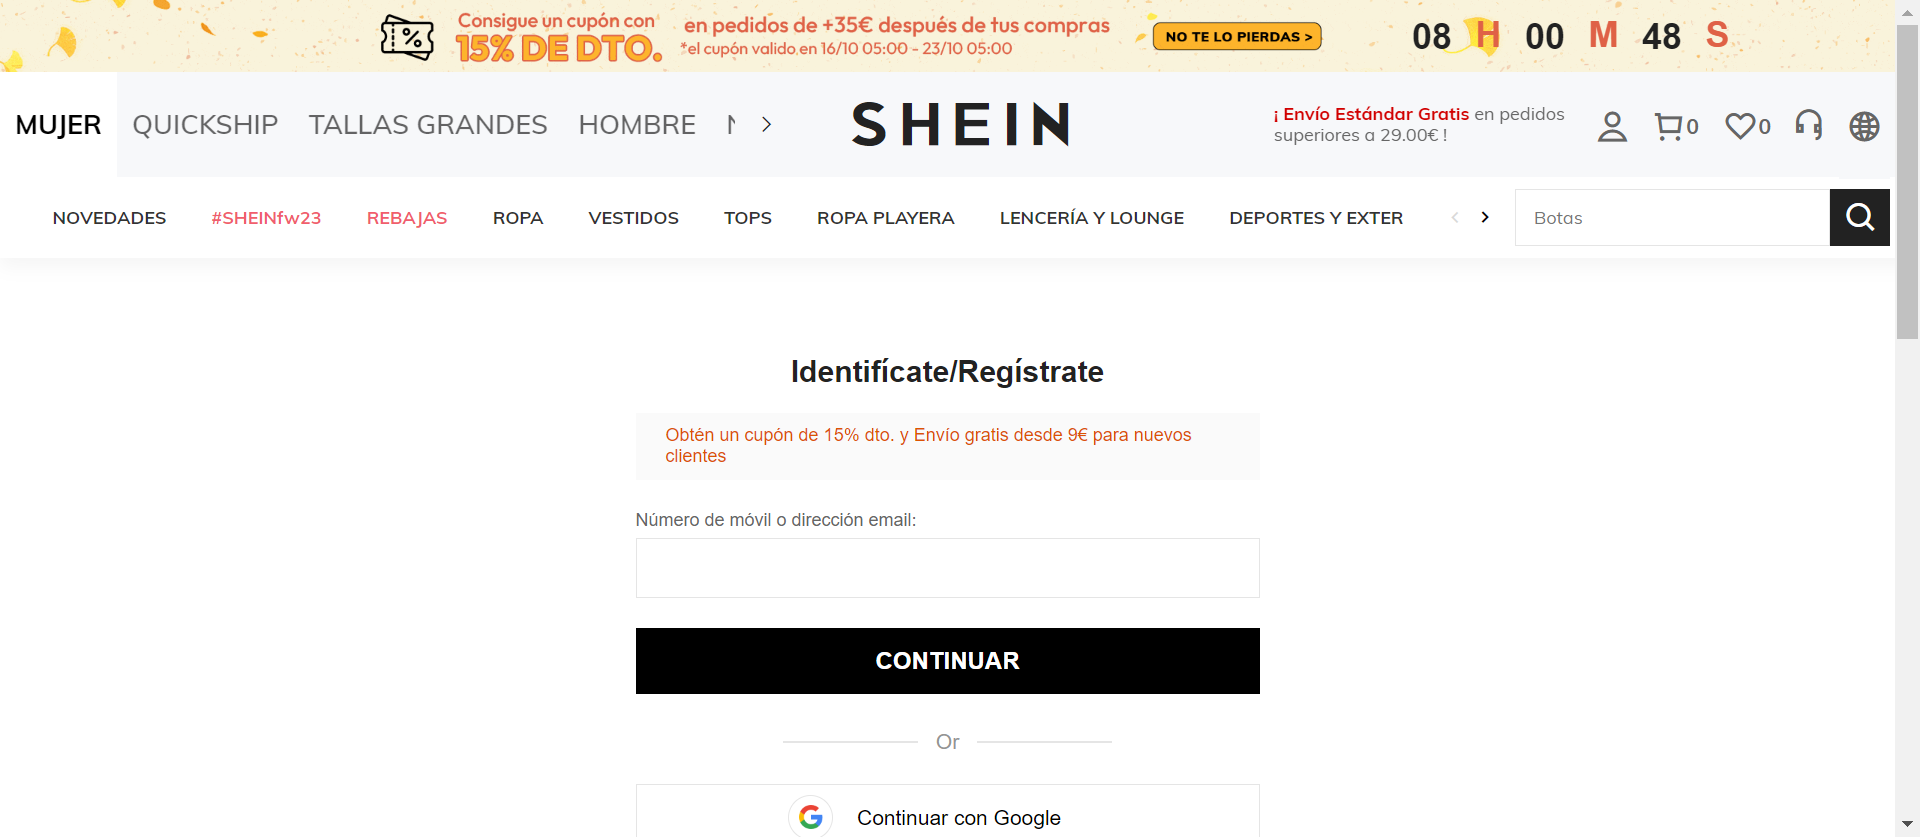 Consigue un cupón con
15% DE DTO.
en pedidos de +35€ después de tus compras
*el cupón valido en 16/10 05:00 - 23/10 05:00
NO TE LO PIERDAS >
08 H 00 M 48 S
MUJER QUICKSHIP TALLAS GRANDES HOMBRE
SHEIN
¡ Envío Estándar Gratis en pedidos
superiores a 29.00€ !
0
0
NOVEDADES #SHEINfw23 REBAJAS ROPA VESTIDOS TOPS ROPA PLAYERA LENCERÍA Y LOUNGE DEPORTES Y EXTER
Botas
Identifícate/Regístrate
Obtén un cupón de 15% dto. y Envío gratis desde 9€ para nuevos
clientes
Número de móvil o dirección email:
CONTINUAR
Or
Continuar con Google